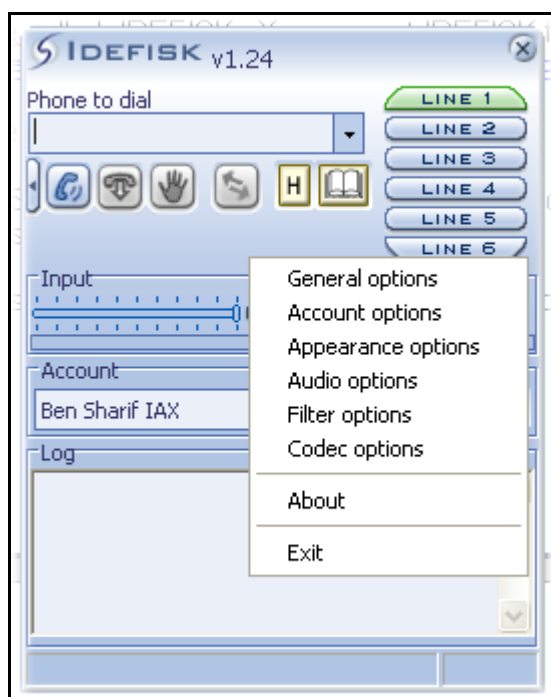 IDEFISK v1.24
Phone to dial
LINE 1
LINE 2
LINE 3
LINE 4
LINE 5
LINE 6
H
Input
Account
Ben Sharif IAX
Log
General options
Account options
Appearance options
Audio options
Filter options
Codec options
About
Exit